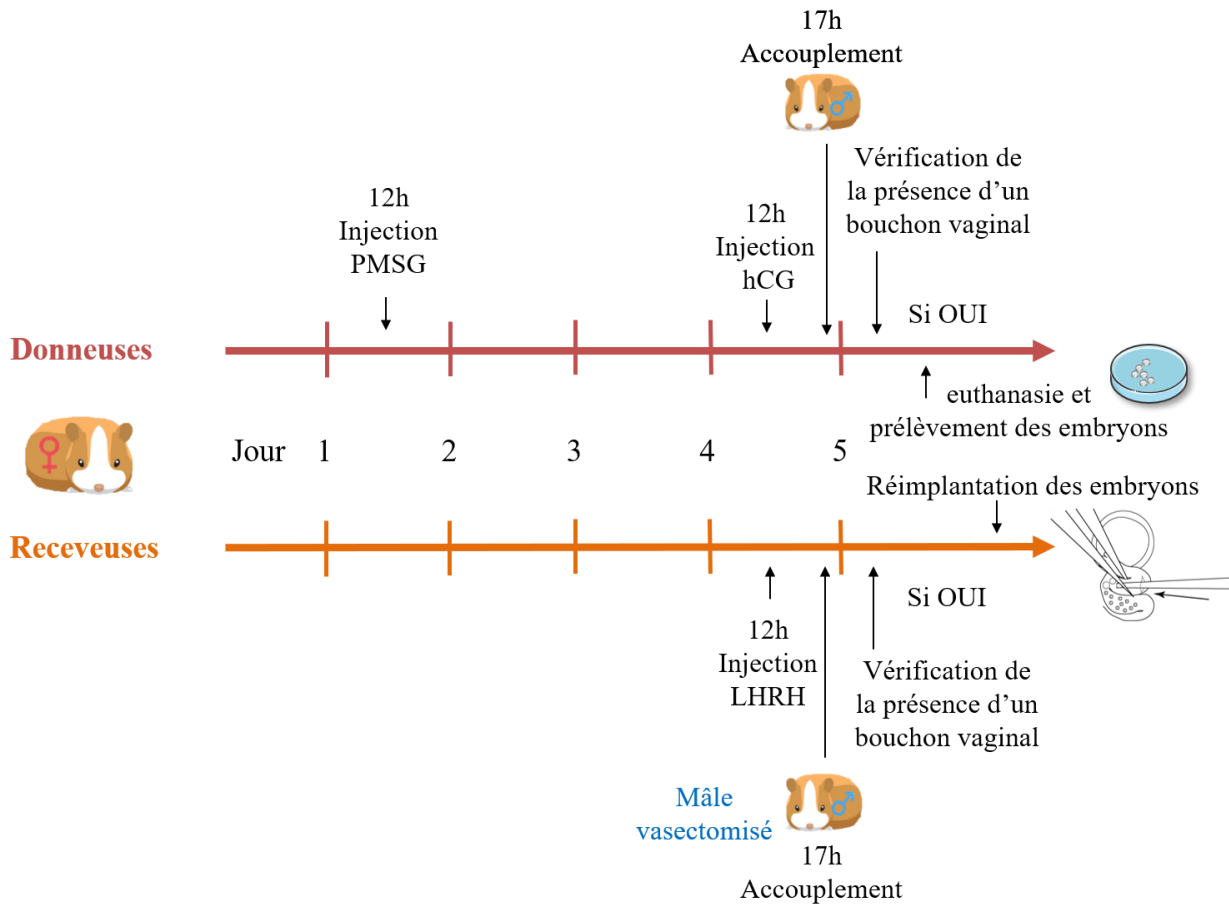 17h
Accouplement
Vérification de
la présence d'un
bouchon vaginal
12h
Injection
PMSG
12h
Injection
hCG
Si OUI
Donneuses
euthanasie et
prélèvement des embryons
Jour 1 2 3 4 5
Réimplantation des embryons
Receveuses
Si OUI
12h
Injection
LHRH
Vérification de
la présence d'un
bouchon vaginal
Mâle
vasectomisé
17h
Accouplement